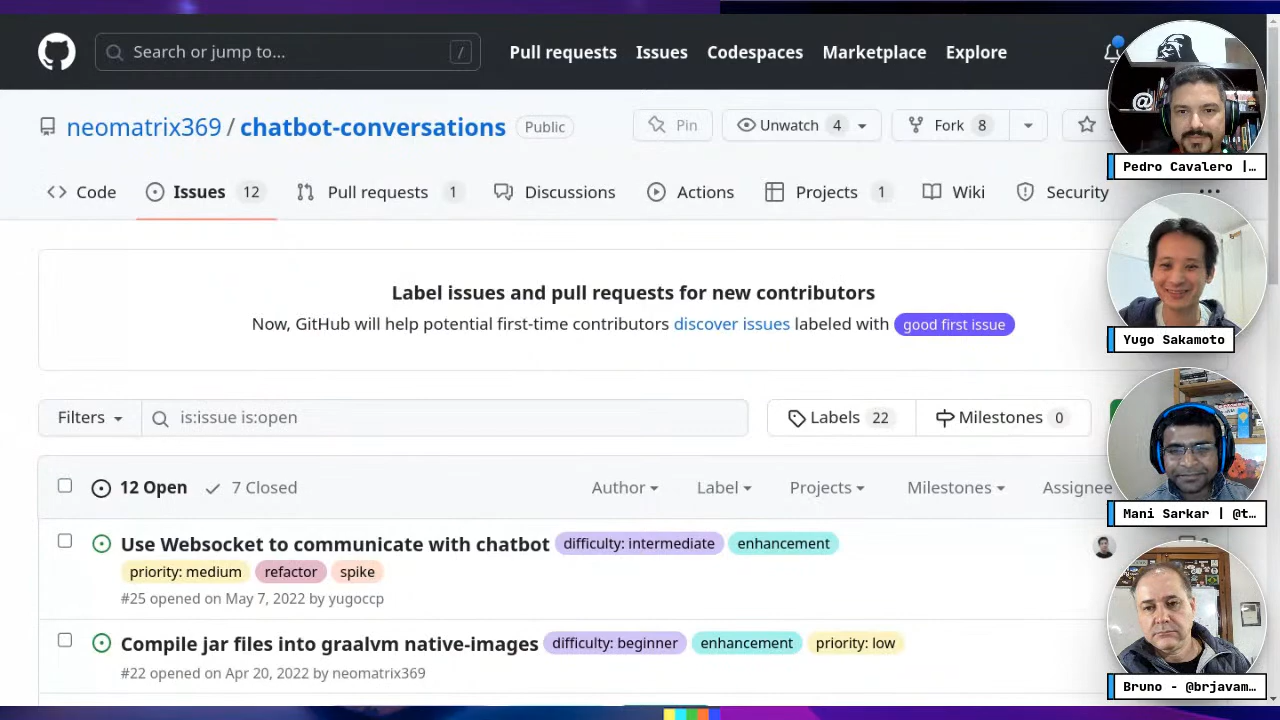 Search or jump to... / Pull requests Issues Codespaces Marketplace Explore
neomatrix369 / chatbot-conversations Public Pin Unwatch 4 Fork 8
Code Issues 12 Pull requests 1 Discussions Actions Projects 1 Wiki Security ...
Pedro Cavalero |...
Label issues and pull requests for new contributors
Now, GitHub will help potential first-time contributors discover issues labeled with good first issue
Yugo Sakamoto
Filters is:issue is:open Labels 22 Milestones 0
12 Open 7 Closed Author Label Projects Milestones Assignee
Mani Sarkar | @t...
Use Websocket to communicate with chatbot difficulty: intermediate enhancement
priority: medium refactor spike
#25 opened on May 7, 2022 by yugoccp
Compile jar files into graalvm native-images difficulty: beginner enhancement priority: low
#22 opened on Apr 20, 2022 by neomatrix369
Bruno - @brjavam...